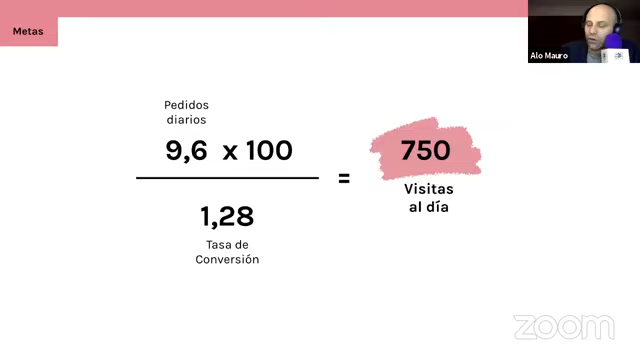 Metas
Alo Mauro
Pedidos
diarios
9,6 x 100
=
750
1,28
Visitas
al día
Tasa de
Conversión
zoom